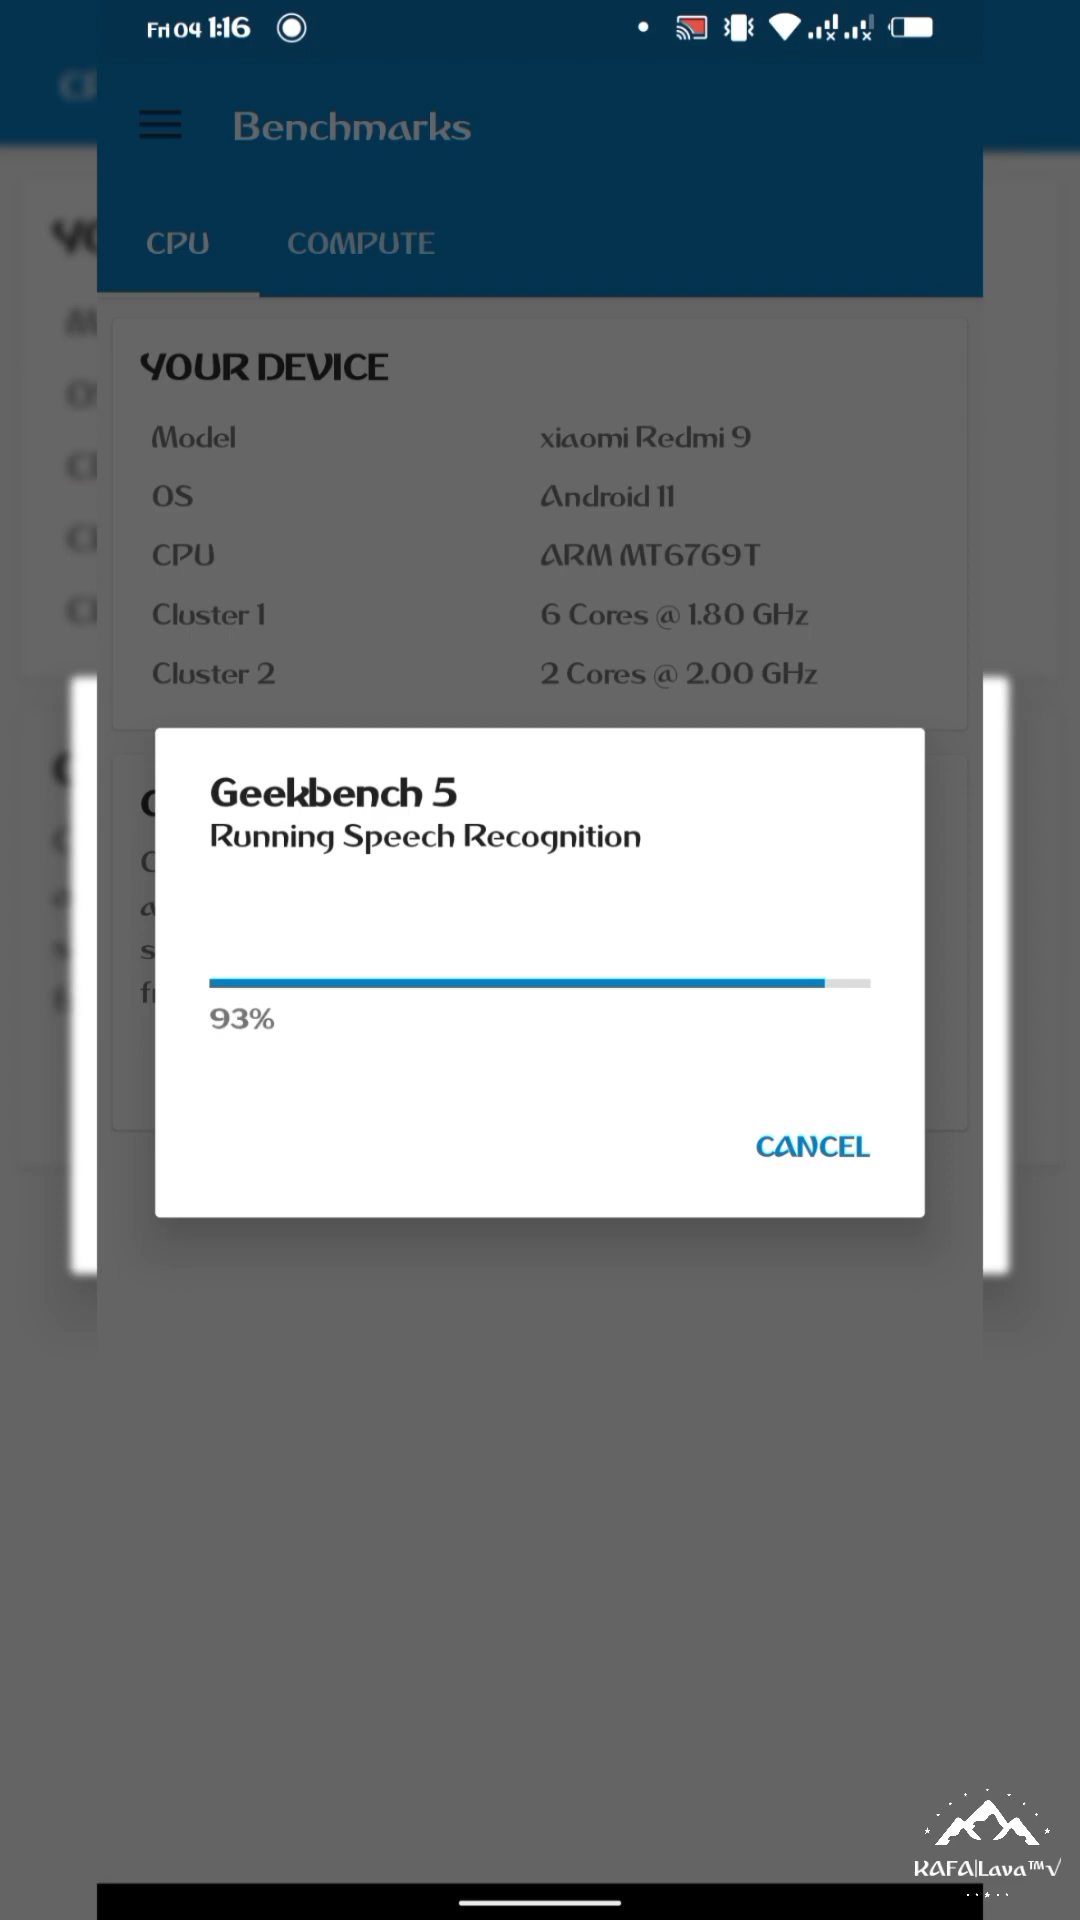 Fri 04 1:16
Benchmarks
CPU COMPUTE
YOUR DEVICE
Model xiaomi Redmi 9
OS Android 11
CPU ARM MT6769T
Cluster 1 6 Cores @ 1.80 GHz
Cluster 2 2 Cores @ 2.00 GHz
Geekbench 5
Running Speech Recognition
93%
CANCEL
KAFA|Lava™√